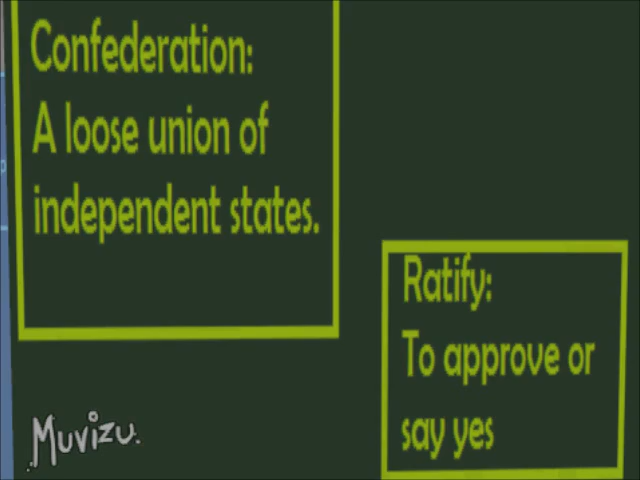 Confederation:
A loose union of
independent states.
Ratify:
To approve or
say yes
Muvizu.